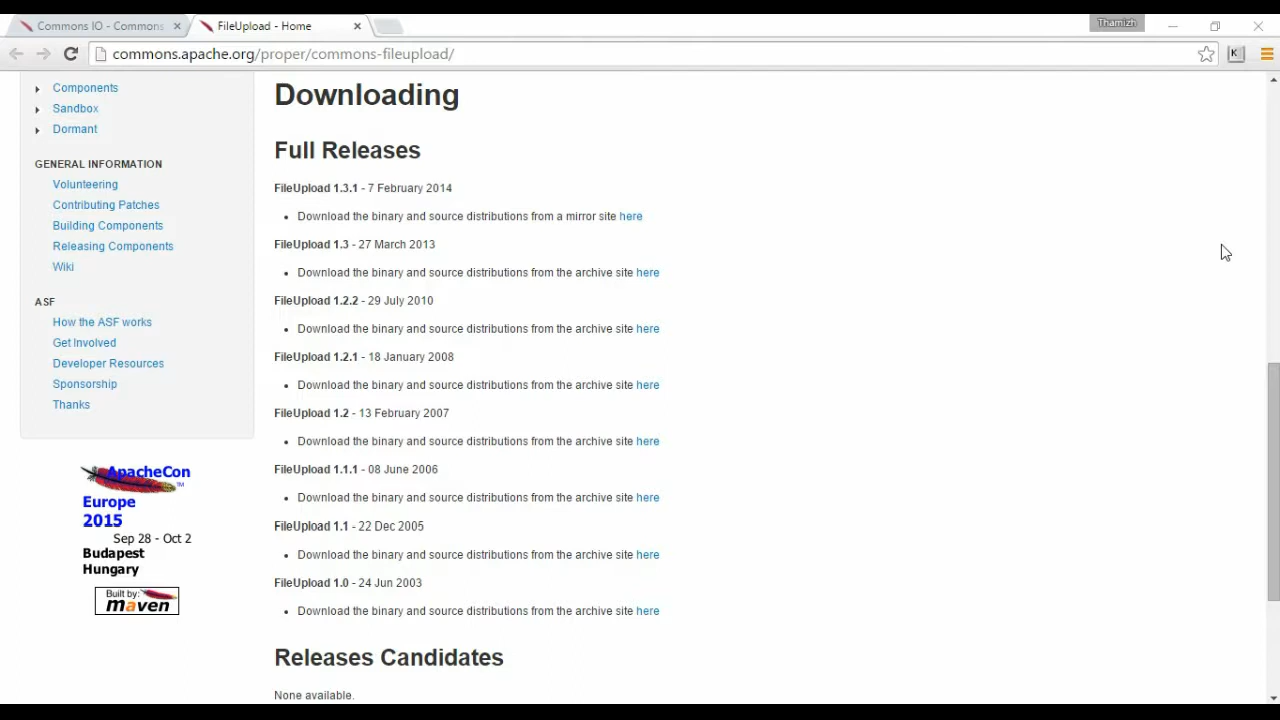 Commons IO - Commons
FileUpload - Home
Thamizh
commons.apache.org/proper/commons-fileupload/
K
Components
Sandbox
Dormant
GENERAL INFORMATION
Volunteering
Contributing Patches
Building Components
Releasing Components
Wiki
ASF
How the ASF works
Get Involved
Developer Resources
Sponsorship
Thanks
ApacheCon
TM
Europe
2015
Sep 28 - Oct 2
Budapest
Hungary
Built by:
maven
Downloading
Full Releases
FileUpload 1.3.1 - 7 February 2014
• Download the binary and source distributions from a mirror site here
FileUpload 1.3 - 27 March 2013
• Download the binary and source distributions from the archive site here
FileUpload 1.2.2 - 29 July 2010
• Download the binary and source distributions from the archive site here
FileUpload 1.2.1 - 18 January 2008
• Download the binary and source distributions from the archive site here
FileUpload 1.2 - 13 February 2007
• Download the binary and source distributions from the archive site here
FileUpload 1.1.1 - 08 June 2006
• Download the binary and source distributions from the archive site here
FileUpload 1.1 - 22 Dec 2005
• Download the binary and source distributions from the archive site here
FileUpload 1.0 - 24 Jun 2003
• Download the binary and source distributions from the archive site here
Releases Candidates
None available.